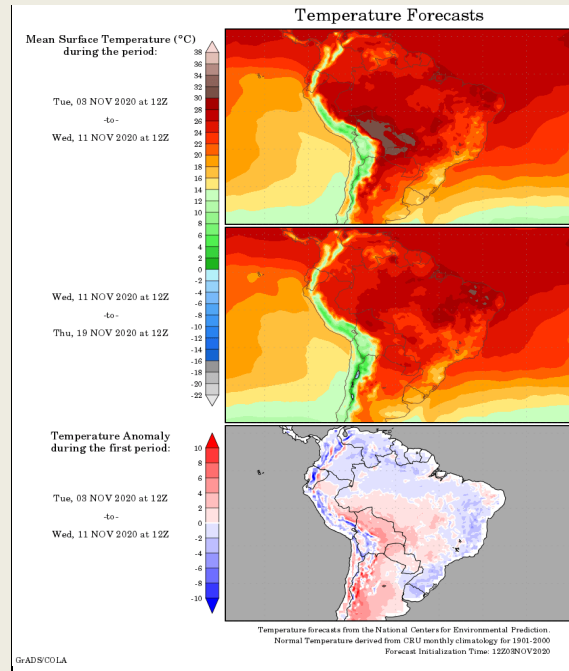 Temperature Forecasts
Mean Surface Temperature (°C)
during the period:
Tue, 03 NOV 2020 at 12Z
-to-
Wed, 11 NOV 2020 at 12Z
38
36
34
33
32
31
30
28
26
24
22
20
18
16
14
12
10
8
6
4
2
0
-2
-4
-6
-8
-10
-12
-14
-16
-18
-20
-22
Wed, 11 NOV 2020 at 12Z
-to-
Thu, 19 NOV 2020 at 12Z
Temperature Anomaly
during the first period:
Tue, 03 NOV 2020 at 12Z
-to-
Wed, 11 NOV 2020 at 12Z
10
8
6
4
2
0
-2
-4
-6
-8
-10
Temperature forecasts from the National Centers for Environmental Prediction.
Normal Temperature derived from CRU monthly climatology for 1901-2000
Forecast Initialization Time: 12Z03NOV2020
GrADS/COLA